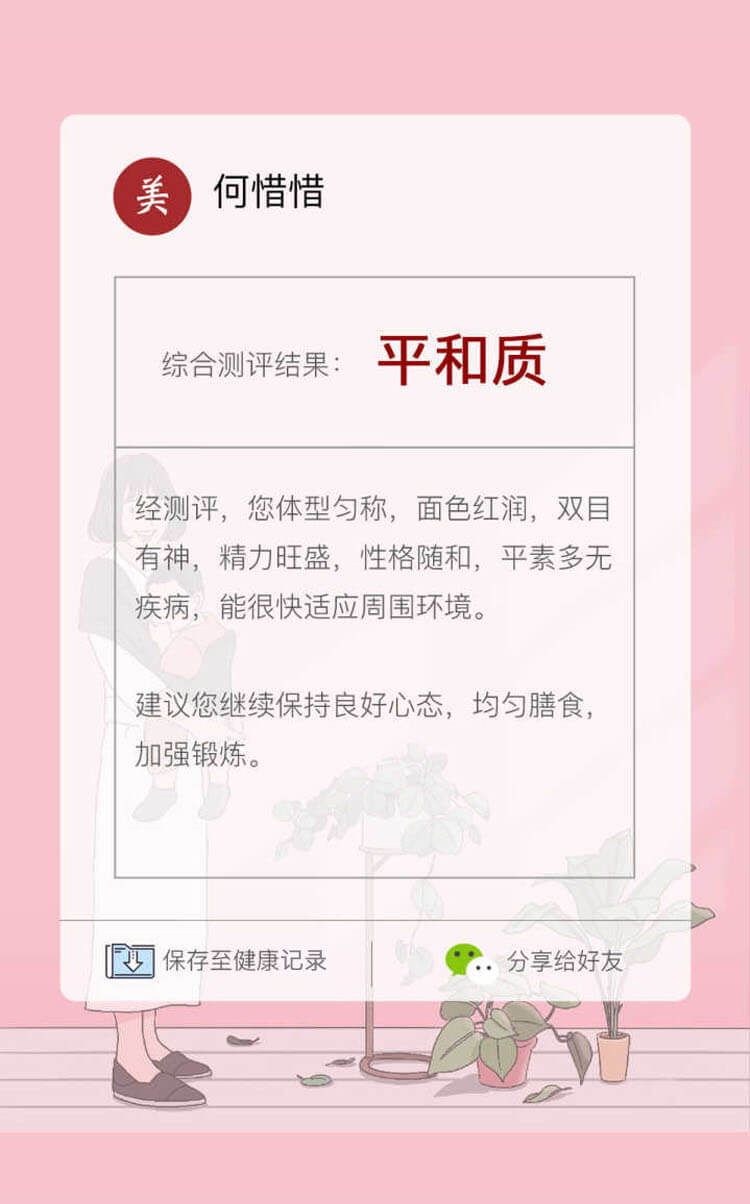 美 何惜惜
综合测评结果： 平和质
经测评，您体型匀称，面色红润，双目
有神，精力旺盛，性格随和，平素多无
疾病，能很快适应周围环境。
建议您继续保持良好心态，均匀膳食，
加强锻炼。
保存至健康记录 分享给好友